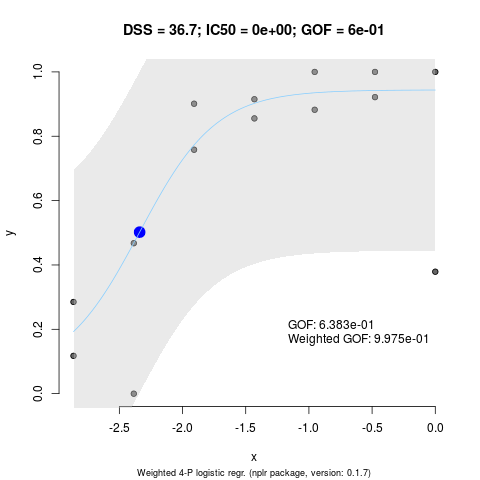 DSS = 36.7; IC50 = 0e+00; GOF = 6e-01
1.0
0.8
0.6
0.4
0.2
0.0
y
GOF: 6.383e-01
Weighted GOF: 9.975e-01
-2.5 -2.0 -1.5 -1.0 -0.5 0.0
x
Weighted 4-P logistic regr. (nplr package, version: 0.1.7)